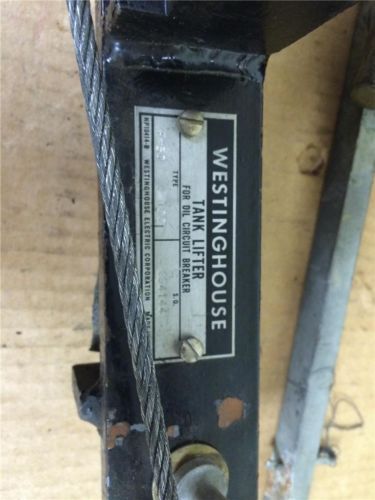 WESTINGHOUSE
TANK LIFTER
FOR OIL CIRCUIT BREAKER
TYPE S.O.
WESTINGHOUSE ELECTRIC CORPORATION